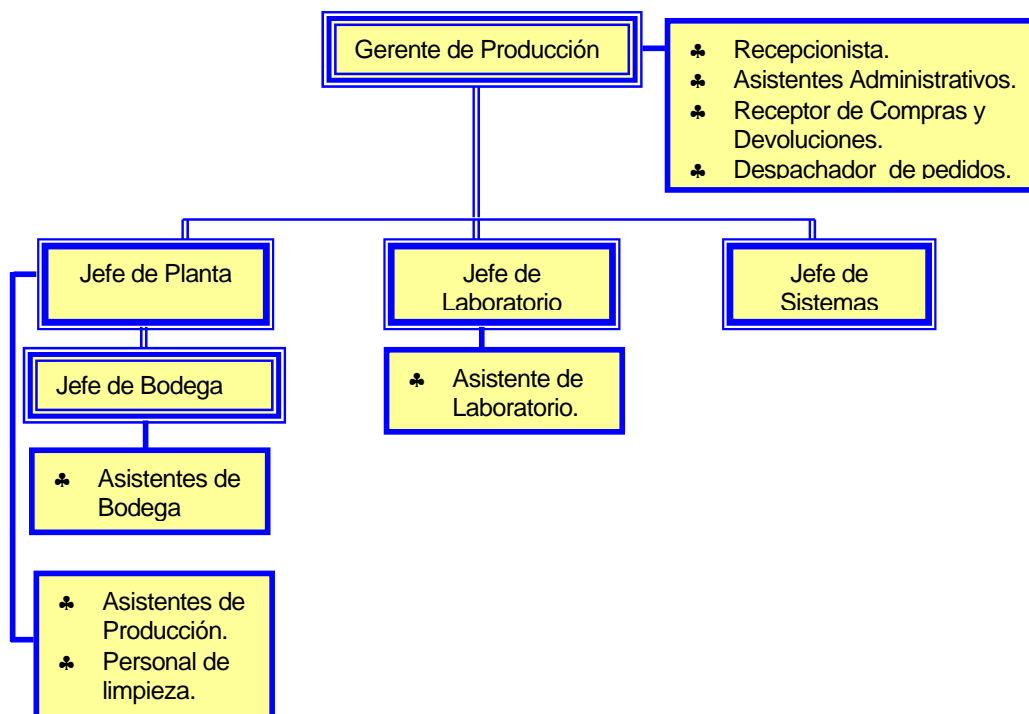 Gerente de Producción
♣ Recepcionista.
♣ Asistentes Administrativos.
♣ Receptor de Compras y
Devoluciones.
♣ Despachador de pedidos.
Jefe de Planta
Jefe de
Laboratorio
Jefe de
Sistemas
Jefe de Bodega
♣ Asistente de
Laboratorio.
♣ Asistentes de
Bodega
♣ Asistentes de
Producción.
♣ Personal de
limpieza.